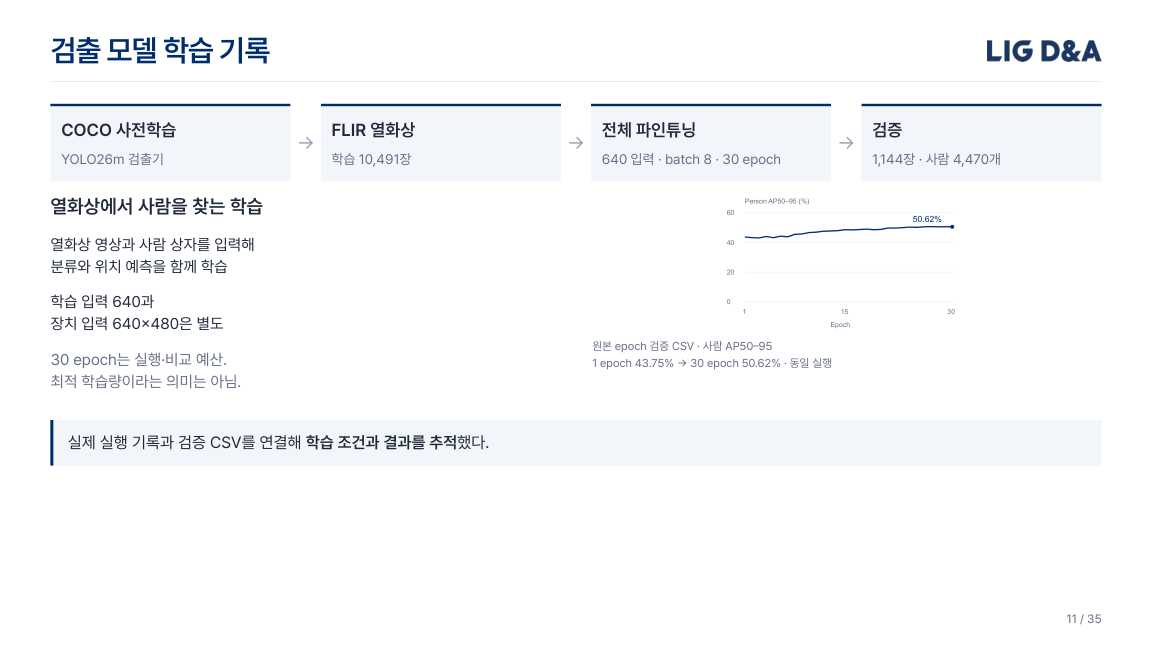 검출 모델 학습 기록
LIG D&A
COCO 사전학습
YOLO26m 검출기
→
FLIR 열화상
학습 10,491장
→
전체 파인튜닝
640 입력 · batch 8 · 30 epoch
→
검증
1,144장 · 사람 4,470개
열화상에서 사람을 찾는 학습
열화상 영상과 사람 상자를 입력해
분류와 위치 예측을 함께 학습
학습 입력 640과
장치 입력 640×480은 별도
30 epoch는 실행·비교 예산.
최적 학습량이라는 의미는 아님.
Person AP50–95 (%)
60
50.62%
40
20
0
1
15
30
Epoch
원본 epoch 검증 CSV · 사람 AP50–95
1 epoch 43.75% → 30 epoch 50.62% · 동일 실행
실제 실행 기록과 검증 CSV를 연결해 학습 조건과 결과를 추적했다.
11 / 35